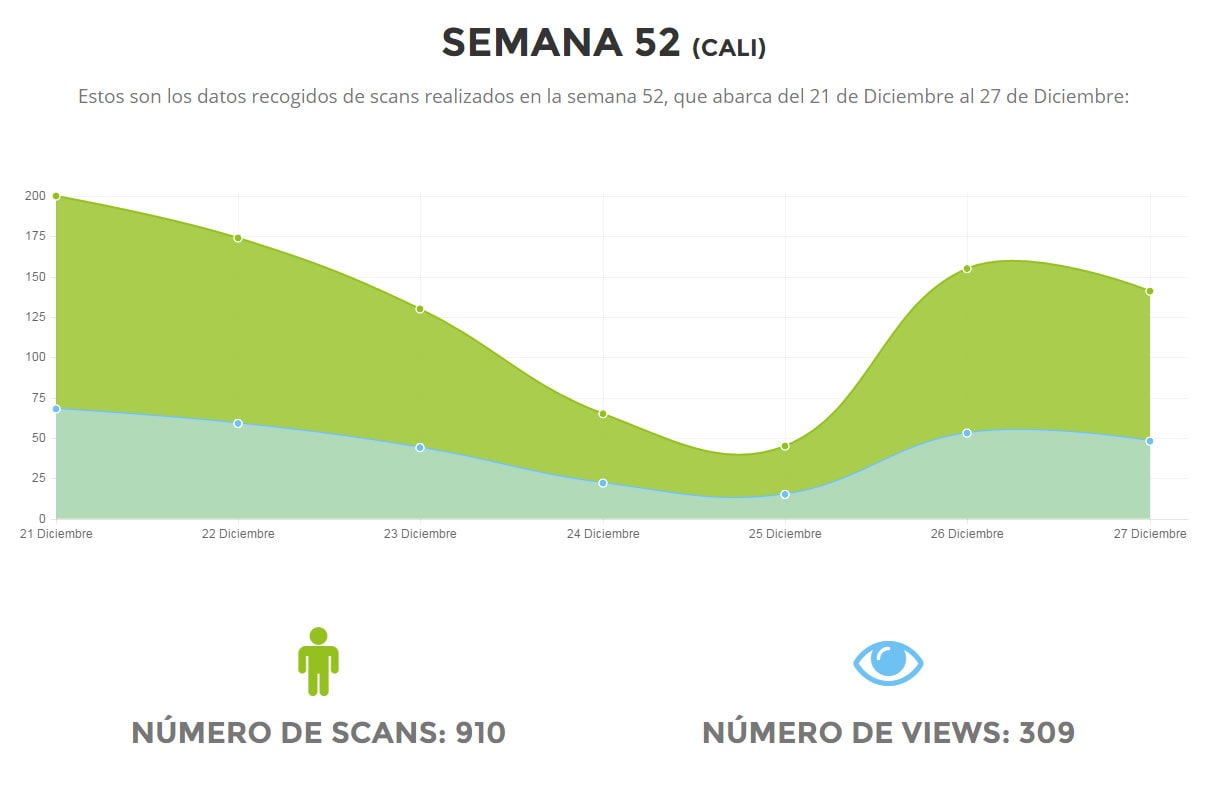 SEMANA 52 (CALI)
Estos son los datos recogidos de scans realizados en la semana 52, que abarca del 21 de Diciembre al 27 de Diciembre:
200
175
150
125
100
75
50
25
0
21 Diciembre 22 Diciembre 23 Diciembre 24 Diciembre 25 Diciembre 26 Diciembre 27 Diciembre
NÚMERO DE SCANS: 910 NÚMERO DE VIEWS: 309